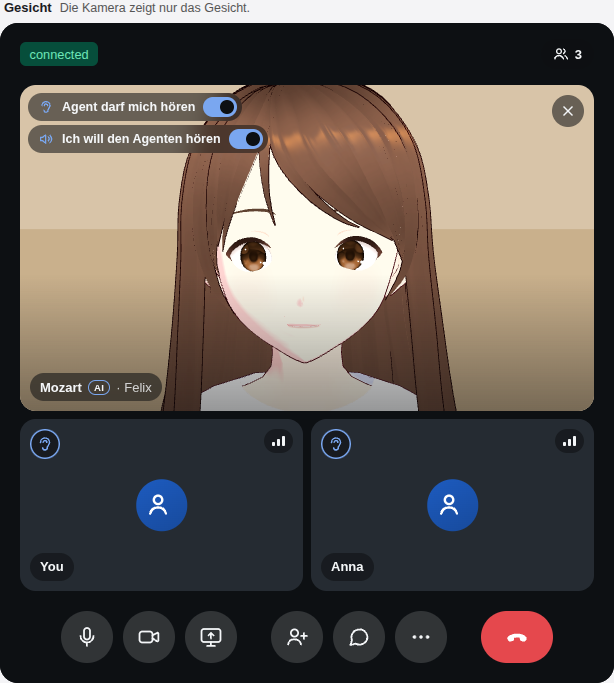 Gesicht Die Kamera zeigt nur das Gesicht.
connected
3
Agent darf mich hören
Ich will den Agenten hören
Mozart AI · Felix
You
Anna